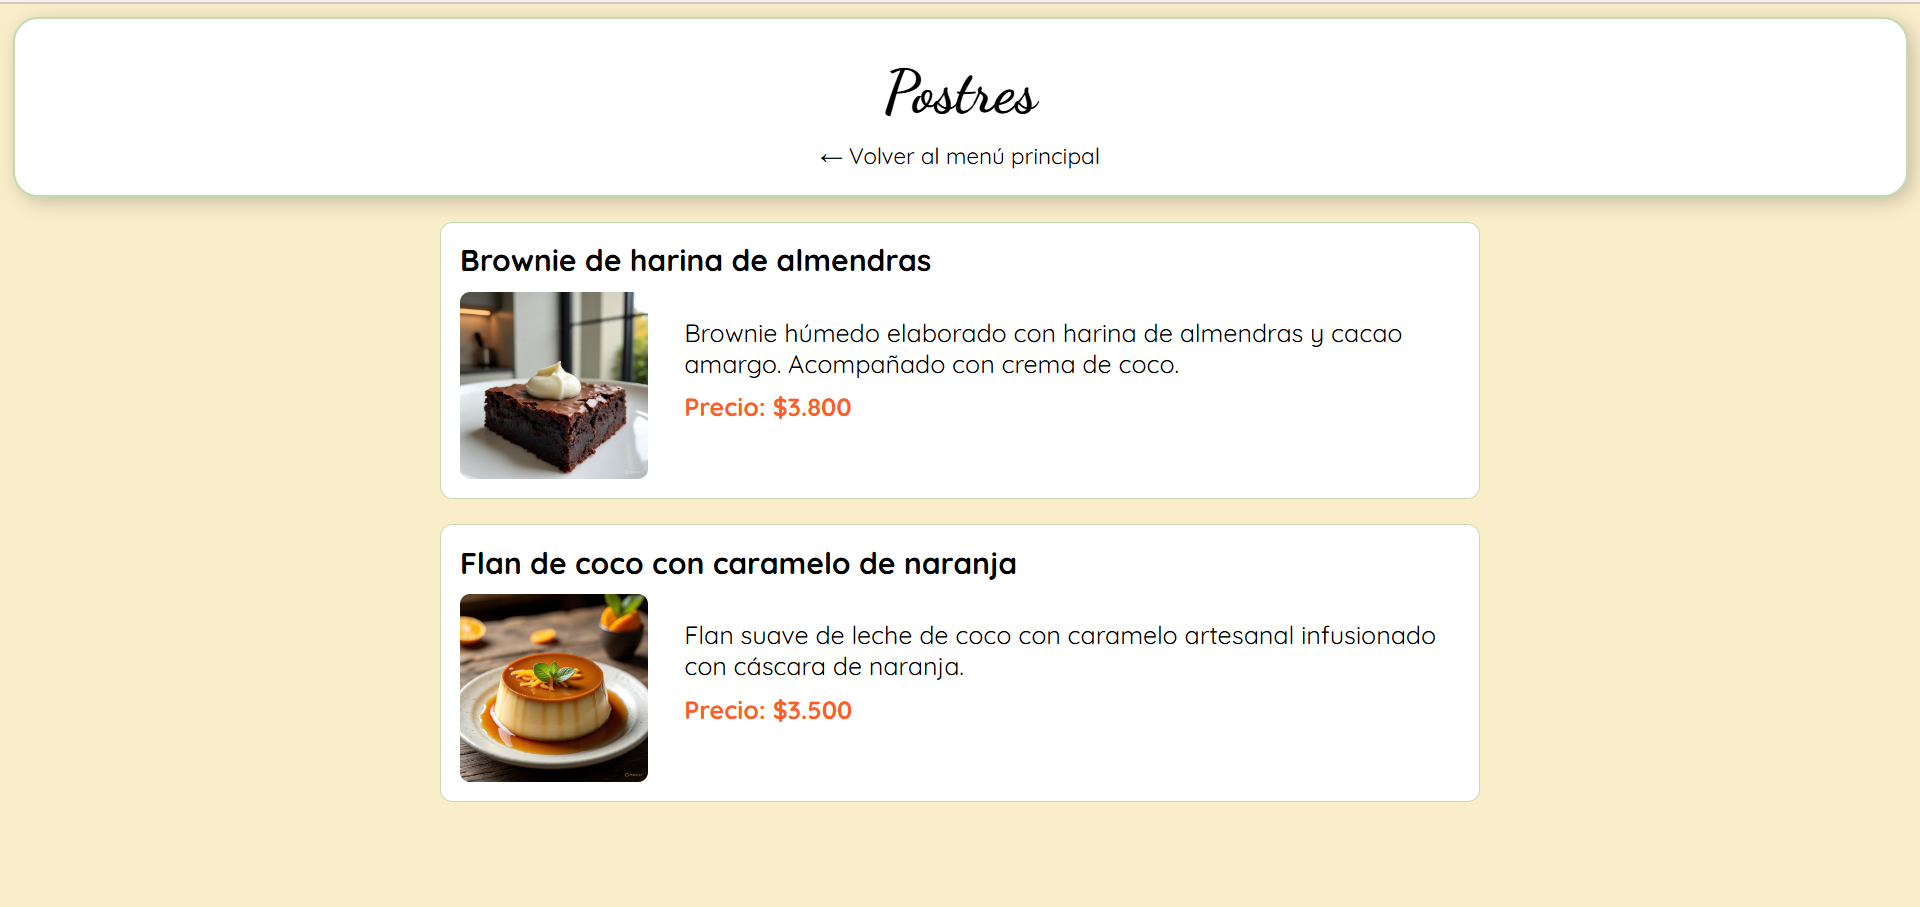 Postres
← Volver al menú principal
Brownie de harina de almendras
Brownie húmedo elaborado con harina de almendras y cacao
amargo. Acompañado con crema de coco.
Precio: $3.800
Flan de coco con caramelo de naranja
Flan suave de leche de coco con caramelo artesanal infusionado
con cáscara de naranja.
Precio: $3.500